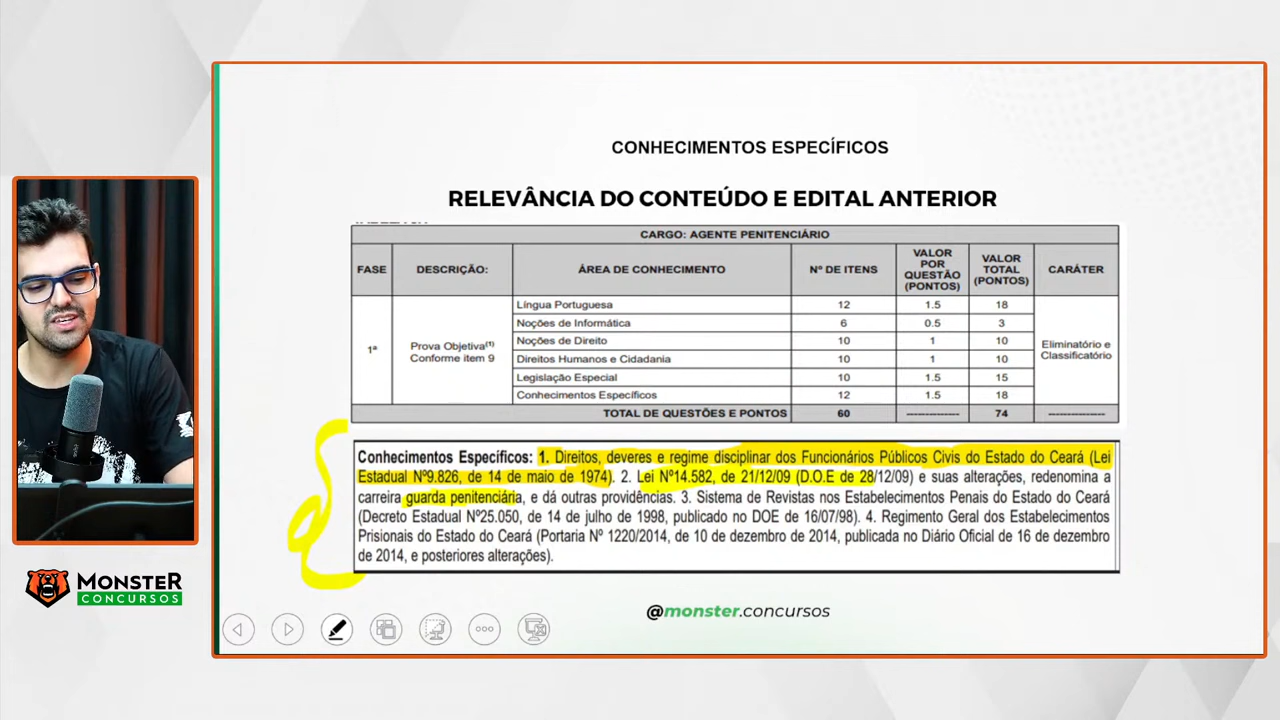 CONHECIMENTOS ESPECÍFICOS
RELEVÂNCIA DO CONTEÚDO E EDITAL ANTERIOR
CARGO: AGENTE PENITENCIÁRIO
FASE DESCRIÇÃO: ÁREA DE CONHECIMENTO Nº DE ITENS VALOR POR QUESTÃO (PONTOS) VALOR TOTAL (PONTOS) CARÁTER
1ª Prova Objetiva(1) Conforme item 9
Língua Portuguesa 12 1.5 18
Noções de Informática 6 0.5 3
Noções de Direito 10 1 10
Direitos Humanos e Cidadania 10 1 10
Legislação Especial 10 1.5 15
Conhecimentos Específicos 12 1.5 18
Eliminatório e Classificatório
TOTAL DE QUESTÕES E PONTOS 60 -------------- 74 ---------------
Conhecimentos Específicos: 1. Direitos, deveres e regime disciplinar dos Funcionários Públicos Civis do Estado do Ceará (Lei
Estadual Nº9.826, de 14 de maio de 1974). 2. Lei Nº14.582, de 21/12/09 (D.O.E de 28/12/09) e suas alterações, redenomina a
carreira guarda penitenciária, e dá outras providências. 3. Sistema de Revistas nos Estabelecimentos Penais do Estado do Ceará
(Decreto Estadual Nº25.050, de 14 de julho de 1998, publicado no DOE de 16/07/98). 4. Regimento Geral dos Estabelecimentos
Prisionais do Estado do Ceará (Portaria Nº 1220/2014, de 10 de dezembro de 2014, publicada no Diário Oficial de 16 de dezembro
de 2014, e posteriores alterações).
MONSTER
CONCURSOS
@monster.concursos